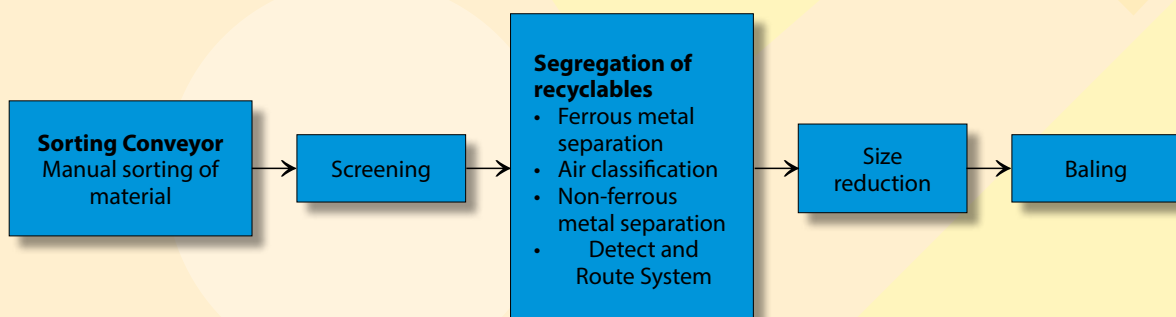 Sorting Conveyor
Manual sorting of
material
Screening
Segregation of
recyclables
• Ferrous metal
separation
• Air classification
• Non-ferrous
metal separation
• Detect and
Route System
Size
reduction
Baling